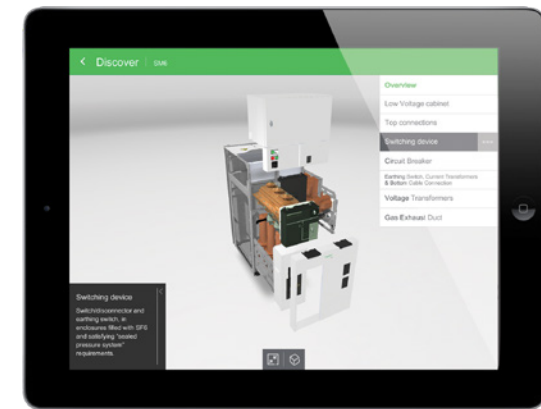 < Discover | SM6
Overview
Low Voltage cabinet
Top connections
Switching device ...
Circuit Breaker
Earthing Switch, Current Transformers
& Bottom Cable Connection
Voltage Transformers
Gas Exhaust Duct
Switching device
Switch/disconnector and
earthing switch, in
enclosures filled with SF6
and satisfying "sealed
pressure system"
requirements.